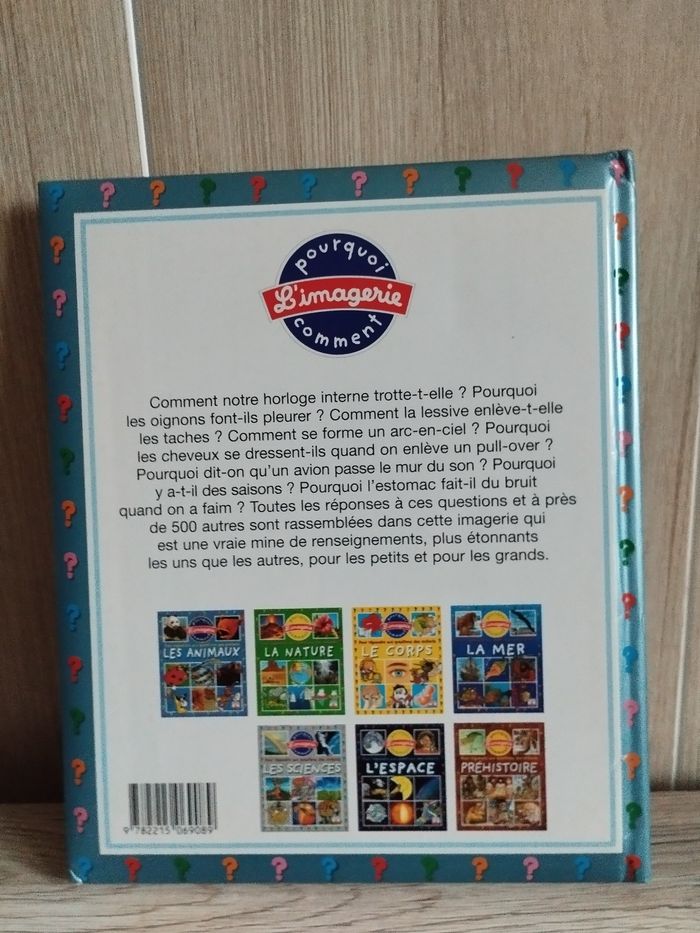 pourquoi
L'imagerie
comment
Comment notre horloge interne trotte-t-elle ? Pourquoi
les oignons font-ils pleurer ? Comment la lessive enlève-t-elle
les taches ? Comment se forme un arc-en-ciel ? Pourquoi
les cheveux se dressent-ils quand on enlève un pull-over ?
Pourquoi dit-on qu'un avion passe le mur du son ? Pourquoi
y a-t-il des saisons ? Pourquoi l'estomac fait-il du bruit
quand on a faim ? Toutes les réponses à ces questions et à près
de 500 autres sont rassemblées dans cette imagerie qui
est une vraie mine de renseignements, plus étonnants
les uns que les autres, pour les petits et pour les grands.
LES ANIMAUX
LA NATURE
LE CORPS
LA MER
LES SCIENCES
L'ESPACE
PRÉHISTOIRE
9 782215 069089